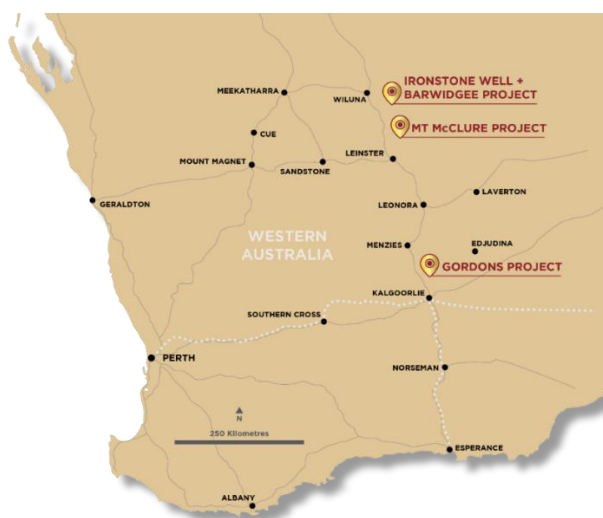 IRONSTONE WELL +
BARWIDGEE PROJECT
MEEKATHARRA
WILUNA
MT McCLURE PROJECT
CUE
LEINSTER
MOUNT MAGNET
SANDSTONE
LAVERTON
GERALDTON
LEONORA
WESTERN
AUSTRALIA
MENZIES
EDJUDINA
GORDONS PROJECT
KALGOORLIE
SOUTHERN CROSS
PERTH
NORSEMAN
N
250 Kilometres
ESPERANCE
ALBANY